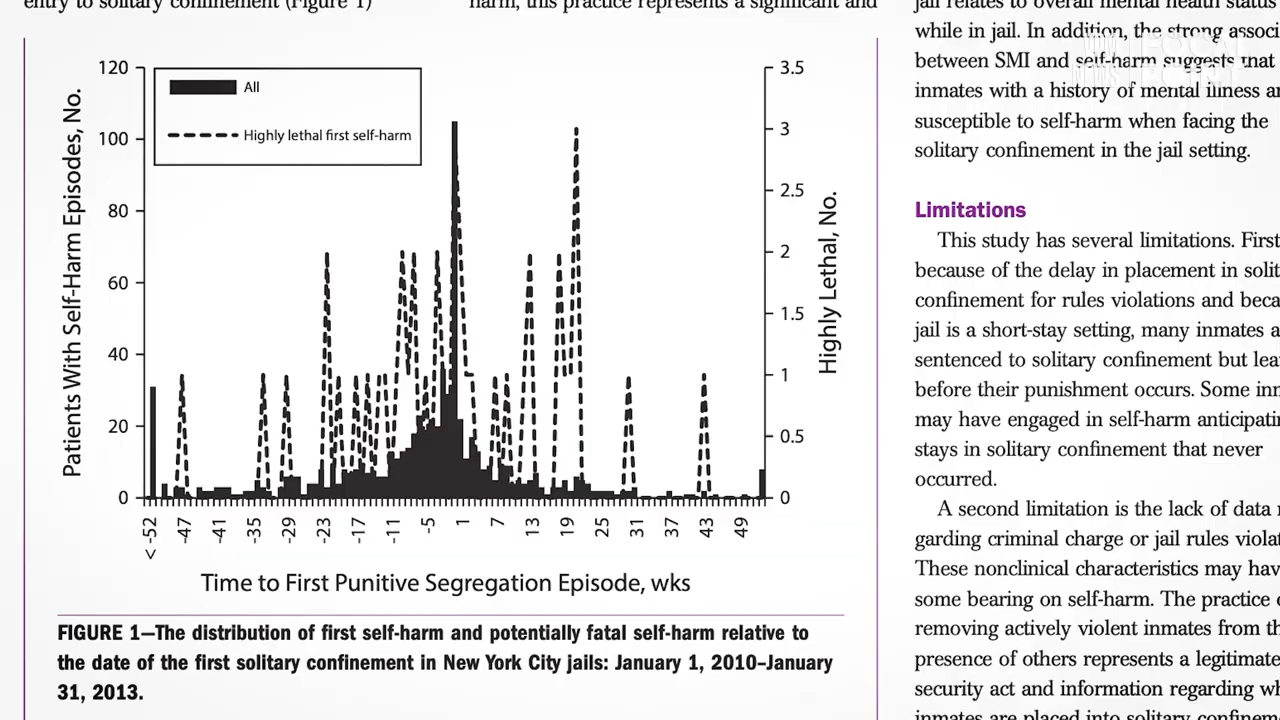 entry to solitary confinement (Figure 1)
harm, this practice represents a significant and
120
100
80
60
40
20
0
Patients With Self-Harm Episodes, No.
All
Highly lethal first self-harm
3.5
3
2.5
2
1.5
1
0.5
0
Highly Lethal, No.
< -52
-47
-41
-35
-29
-23
-17
-11
-5
1
7
13
19
25
31
37
43
49
Time to First Punitive Segregation Episode, wks
FIGURE 1—The distribution of first self-harm and potentially fatal self-harm relative to
the date of the first solitary confinement in New York City jails: January 1, 2010–January
31, 2013.
jail relates to overall mental health status
while in jail. In addition, the strong associ
between SMI and self-harm suggests that
inmates with a history of mental illness ar
susceptible to self-harm when facing the
solitary confinement in the jail setting.
Limitations
This study has several limitations. First
because of the delay in placement in solit
confinement for rules violations and beca
jail is a short-stay setting, many inmates a
sentenced to solitary confinement but lea
before their punishment occurs. Some inn
may have engaged in self-harm anticipatin
stays in solitary confinement that never
occurred.
A second limitation is the lack of data r
garding criminal charge or jail rules violat
These nonclinical characteristics may hav
some bearing on self-harm. The practice o
removing actively violent inmates from th
presence of others represents a legitimate
security act and information regarding wh
inmates are placed into solitary confinem